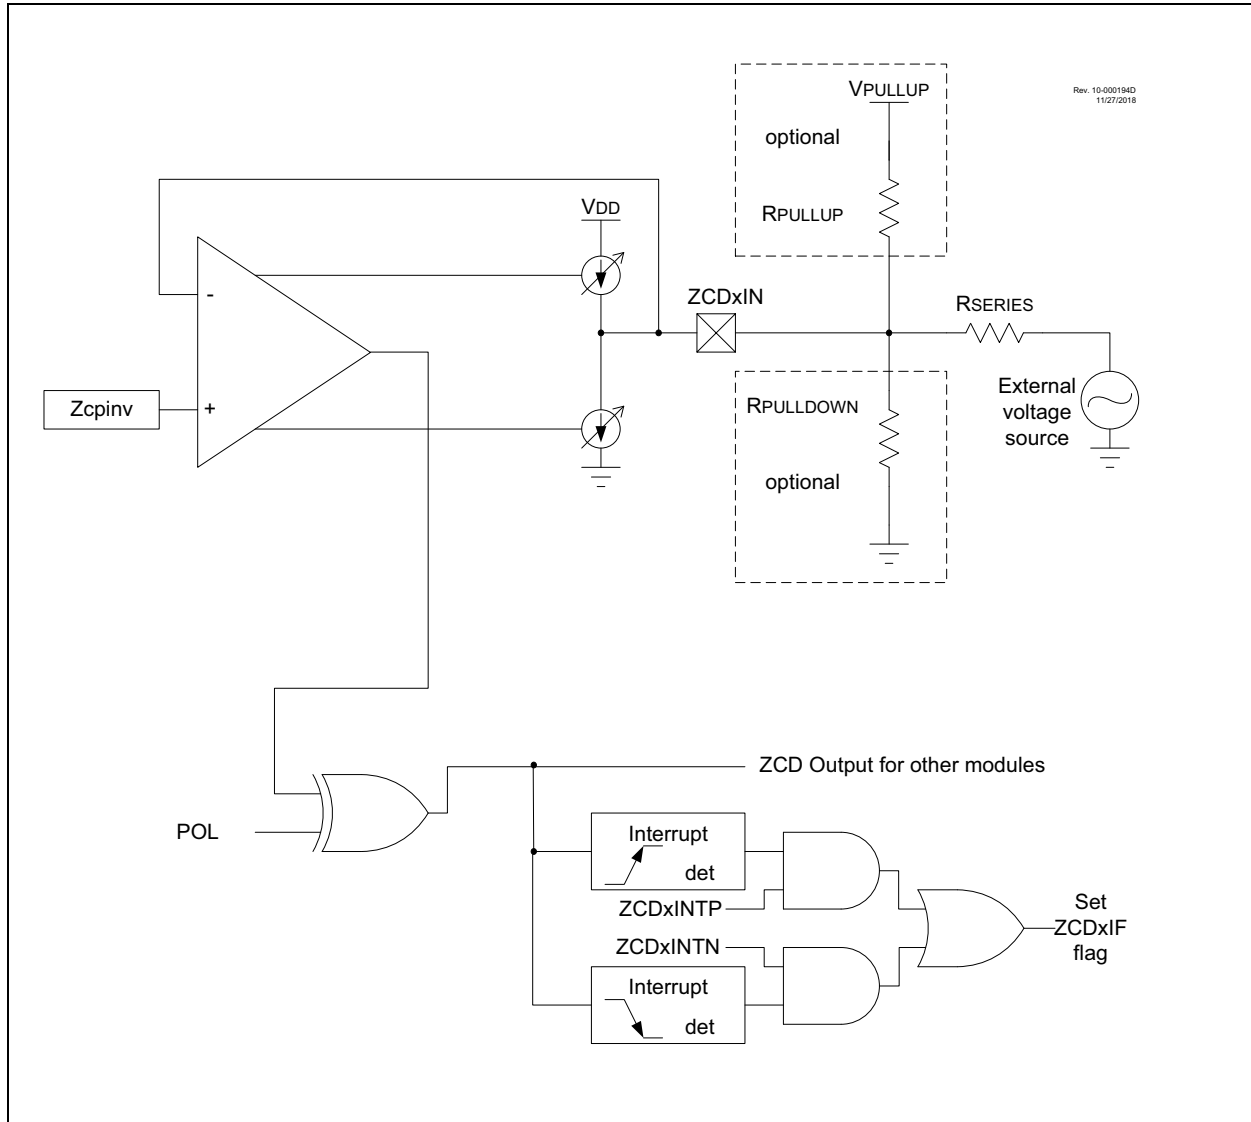 VPULLUP
Rev. 10-000194D
11/27/2018
optional
RPULLUP
VDD
ZCDxIN
RSERIES
-
Zcpinv
+
External
voltage
source
RPULLDOWN
optional
ZCD Output for other modules
POL
Interrupt
det
ZCDxINTP
Set
ZCDxIF
flag
ZCDxINTN
Interrupt
det